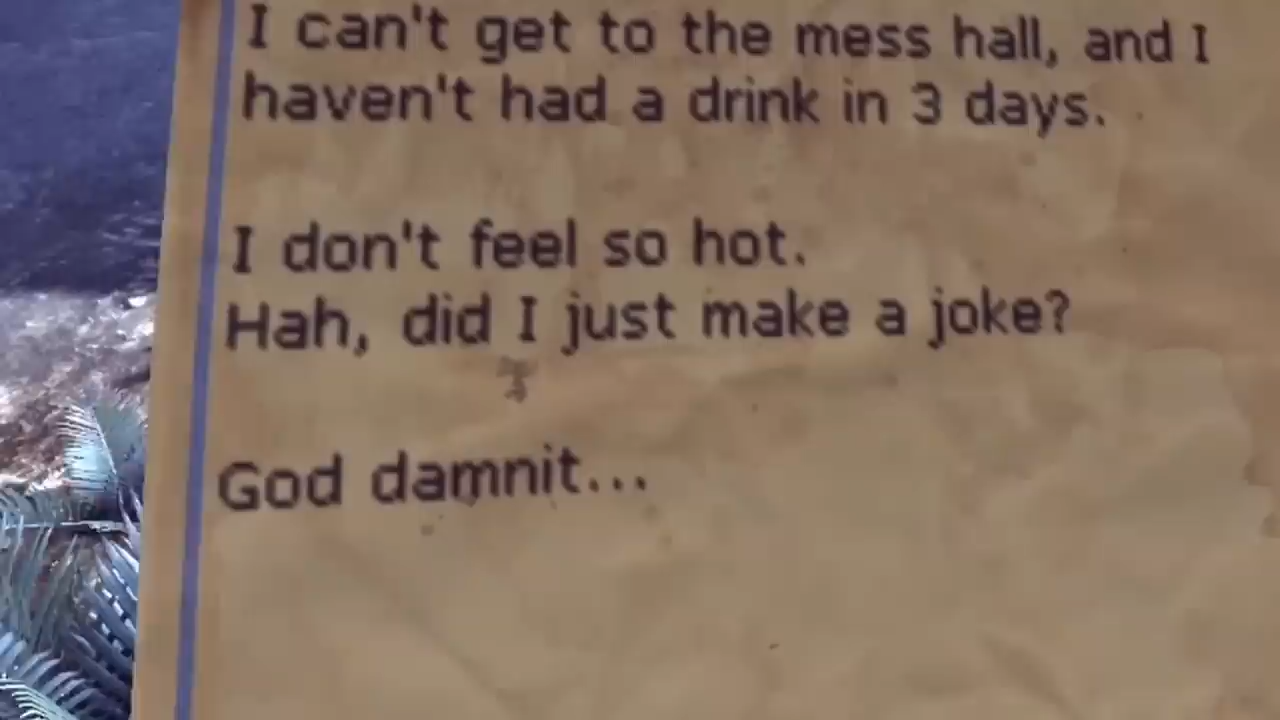 I can't get to the mess hall, and I
haven't had a drink in 3 days.
I don't feel so hot.
Hah, did I just make a joke?
God damnit...